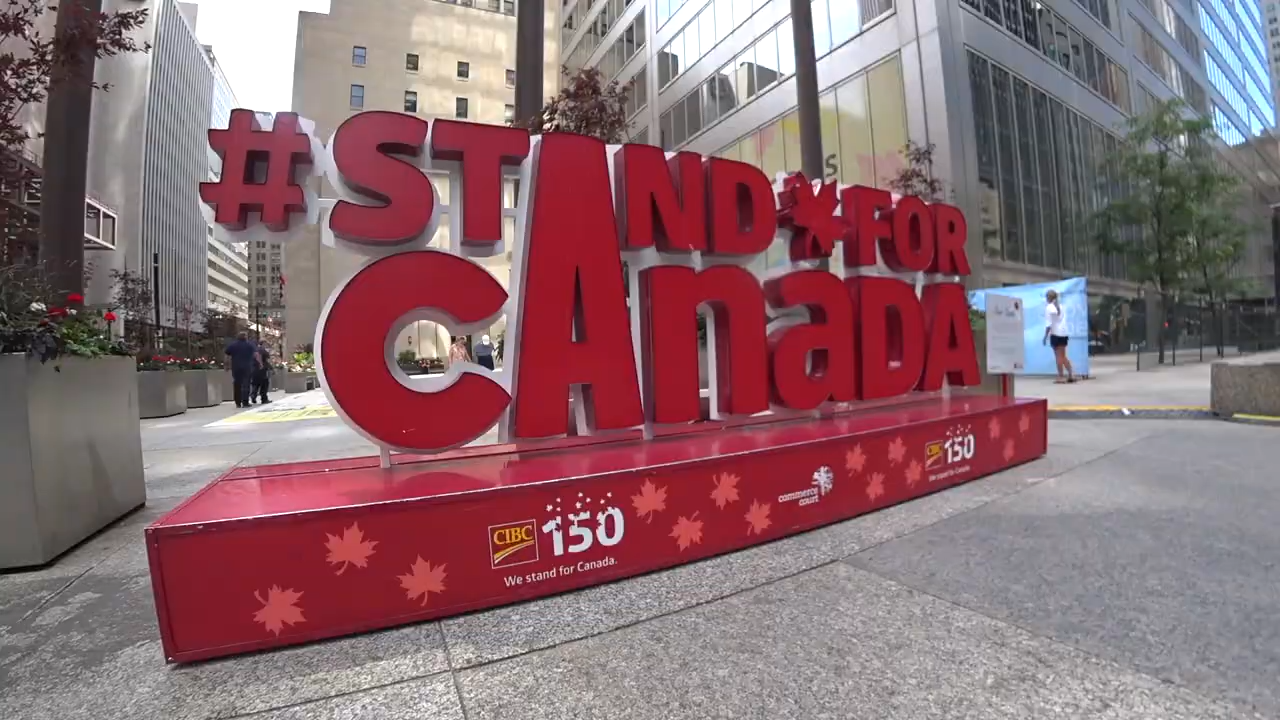 #STAND FOR
CAnaDA
CIBC 150
We stand for Canada.
commerce court
CIBC 150
We stand for Canada.